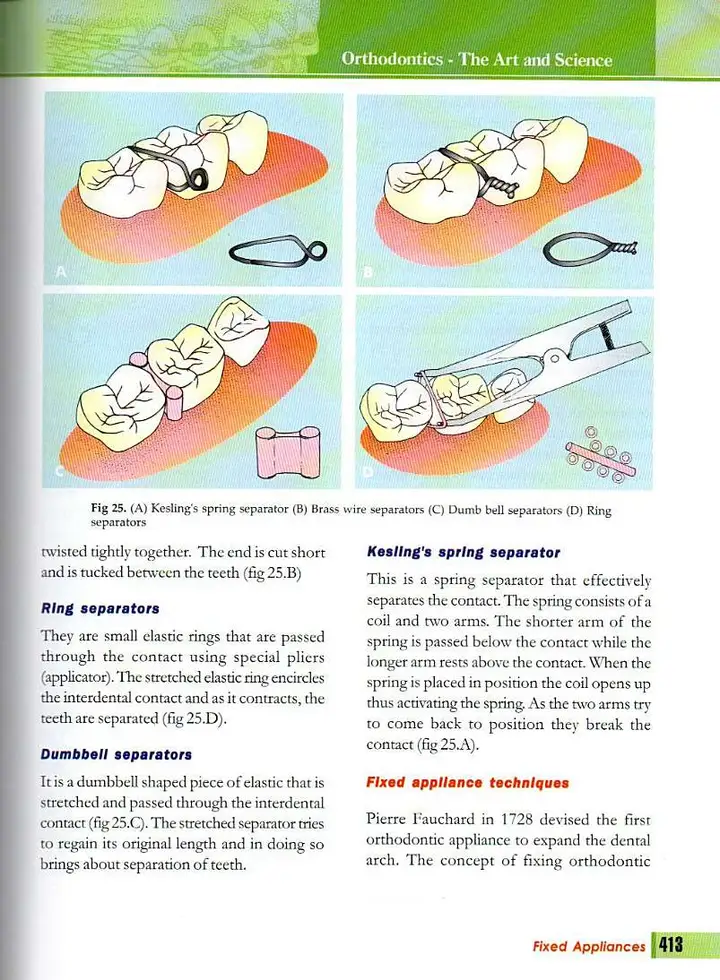 Orthodontics - The Art and Science
A
B
C
D
Fig 25. (A) Kesling's spring separator (B) Brass wire separators (C) Dumb bell separators (D) Ring
separators
twisted tightly together. The end is cut short
and is tucked between the teeth (fig 25.B)
Ring separators
They are small elastic rings that are passed
through the contact using special pliers
(applicator). The stretched elastic ring encircles
the interdental contact and as it contracts, the
teeth are separated (fig 25.D).
Dumbbell separators
It is a dumbbell shaped piece of elastic that is
stretched and passed through the interdental
contact (fig 25.C). The stretched separator tries
to regain its original length and in doing so
brings about separation of teeth.
Kesling's spring separator
This is a spring separator that effectively
separates the contact. The spring consists of a
coil and two arms. The shorter arm of the
spring is passed below the contact while the
longer arm rests above the contact. When the
spring is placed in position the coil opens up
thus activating the spring. As the two arms try
to come back to position they break the
contact (fig 25.A).
Fixed appliance techniques
Pierre Fauchard in 1728 devised the first
orthodontic appliance to expand the dental
arch. The concept of fixing orthodontic
Fixed Appliances 413